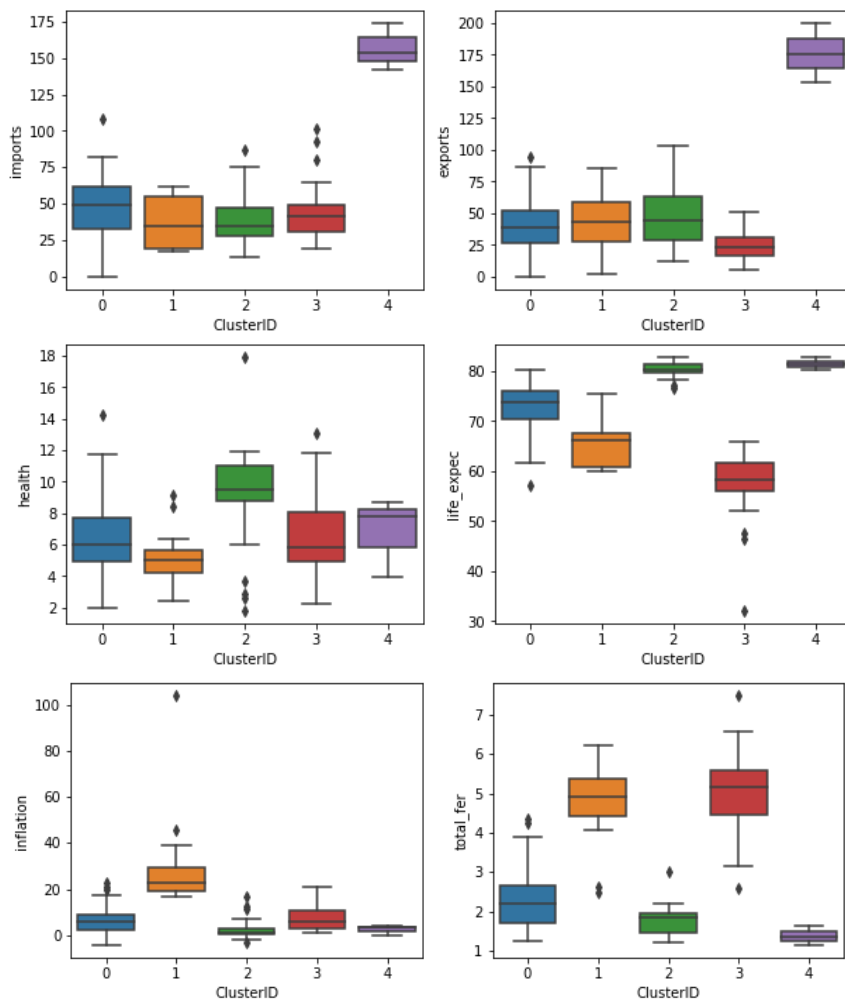 imports
175
150
125
100
75
50
25
0
0 1 2 3 4
ClusterID
exports
200
175
150
125
100
75
50
25
0
0 1 2 3 4
ClusterID
health
18
16
14
12
10
8
6
4
2
0 1 2 3 4
ClusterID
life_expec
80
70
60
50
40
30
0 1 2 3 4
ClusterID
inflation
100
80
60
40
20
0
0 1 2 3 4
ClusterID
total_fer
7
6
5
4
3
2
1
0 1 2 3 4
ClusterID